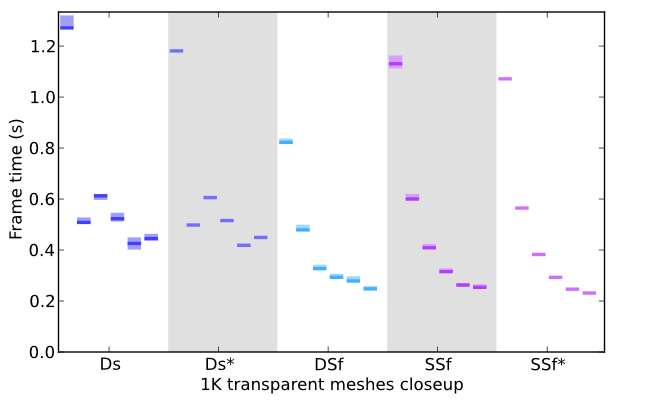 1.2
1.0
0.8
0.6
0.4
0.2
0.0
Frame time (s)
Ds Ds* DSf SSf SSf*
1K transparent meshes closeup